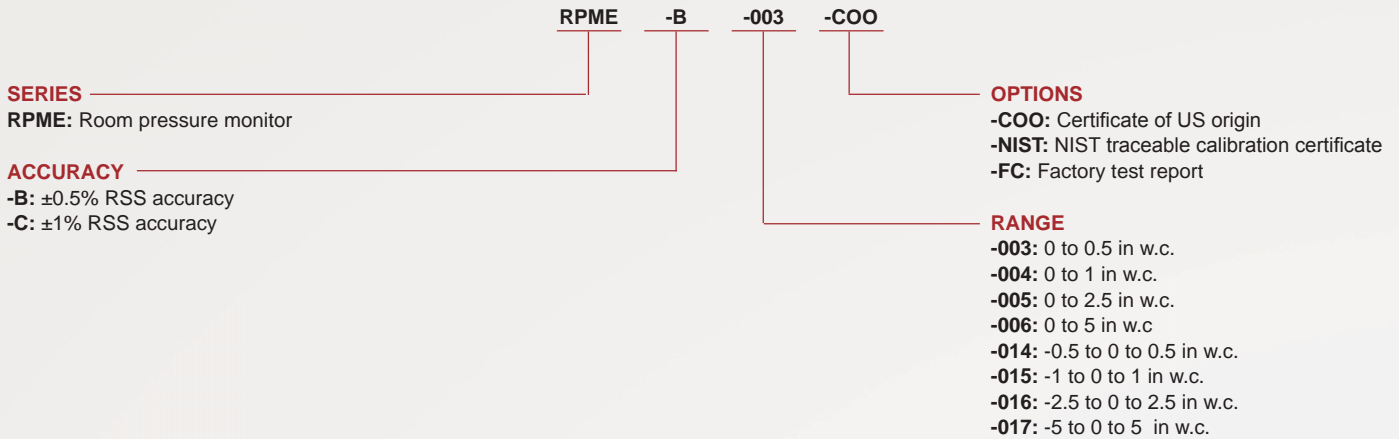 RPME -B -003 -COO
SERIES
RPME: Room pressure monitor
ACCURACY
-B: ±0.5% RSS accuracy
-C: ±1% RSS accuracy
OPTIONS
-COO: Certificate of US origin
-NIST: NIST traceable calibration certificate
-FC: Factory test report
RANGE
-003: 0 to 0.5 in w.c.
-004: 0 to 1 in w.c.
-005: 0 to 2.5 in w.c.
-006: 0 to 5 in w.c
-014: -0.5 to 0 to 0.5 in w.c.
-015: -1 to 0 to 1 in w.c.
-016: -2.5 to 0 to 2.5 in w.c.
-017: -5 to 0 to 5 in w.c.